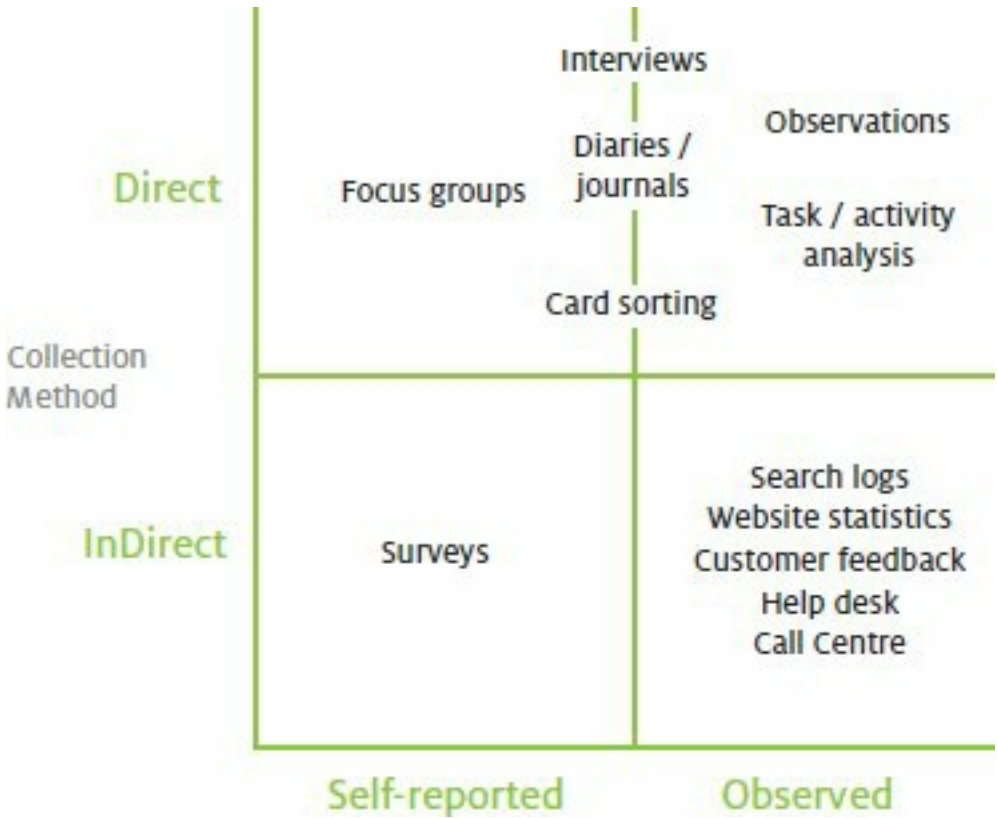 Interviews
Observations
Diaries /
journals
Direct
Focus groups
Task / activity
analysis
Card sorting
Collection
Method
Search logs
Website statistics
InDirect
Surveys
Customer feedback
Help desk
Call Centre
Self-reported
Observed